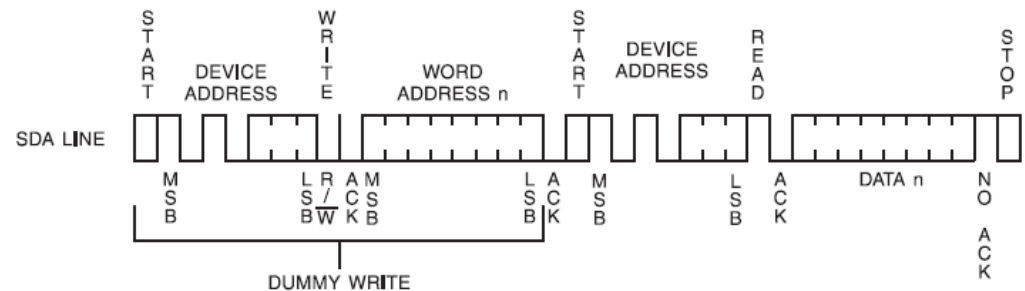 START
DEVICE
ADDRESS
WRITE
WORD
ADDRESS n
START
DEVICE
ADDRESS
READ
STOP
SDA LINE
MSB
LSB
R/W
ACK
MSB
LSB
ACK
MSB
LSB
ACK
DATA n
NO ACK
DUMMY WRITE